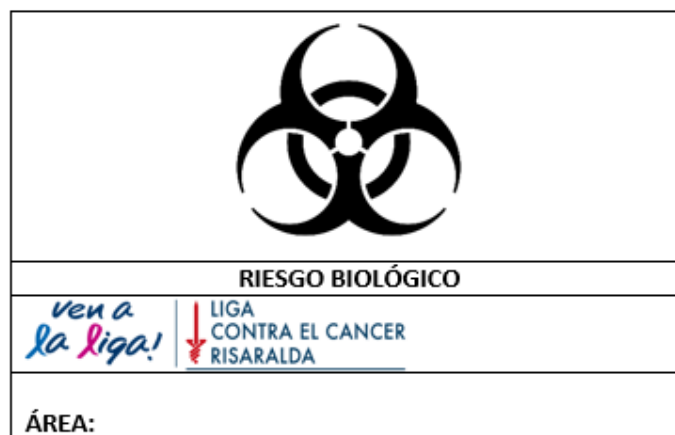 RIESGO BIOLÓGICO
ven a
la liga!
LIGA
CONTRA EL CANCER
RISARALDA
ÁREA: